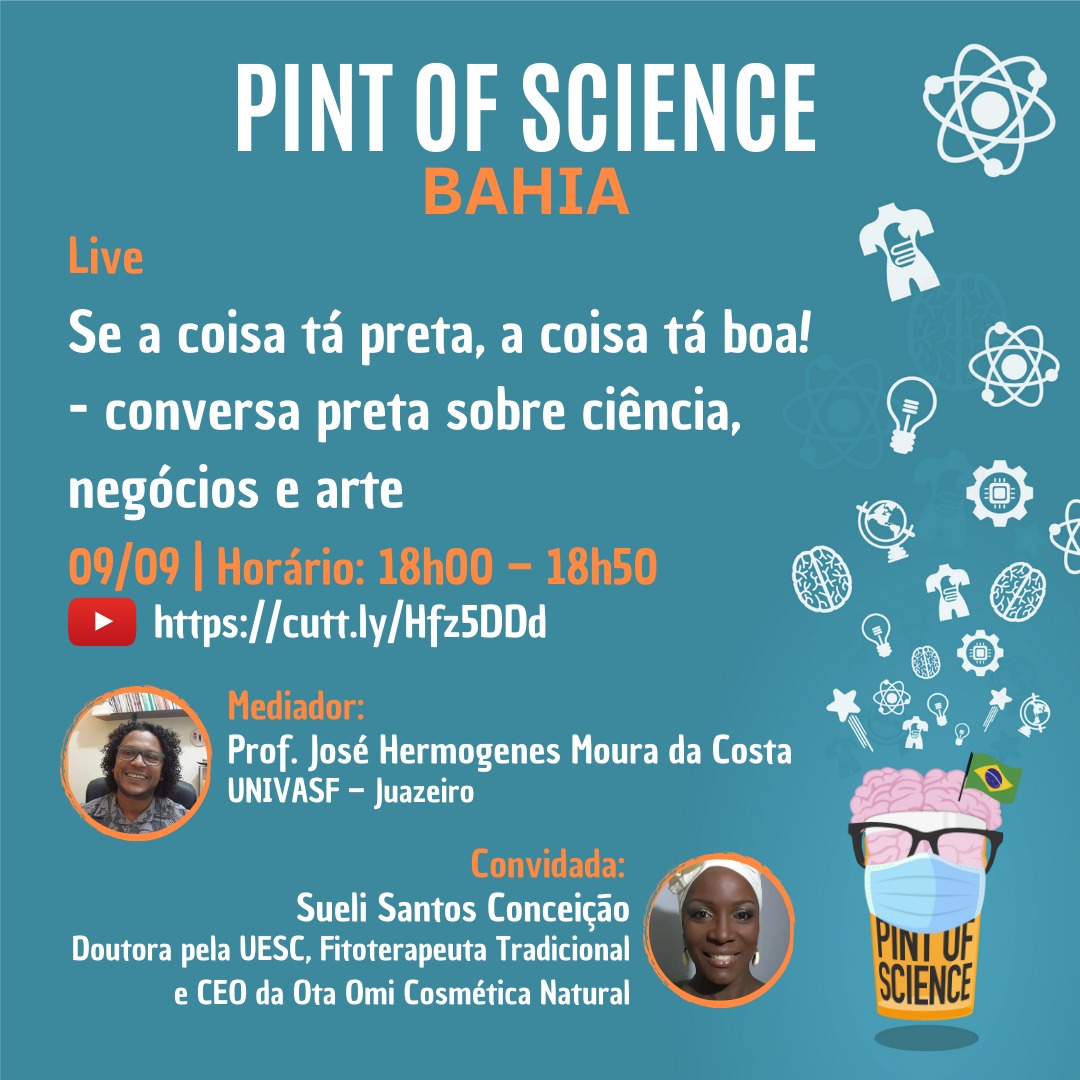 PINT OF SCIENCE
BAHIA
Live
Se a coisa tá preta, a coisa tá boa!
- conversa preta sobre ciência,
negócios e arte
09/09 | Horário: 18h00 – 18h50
https://cutt.ly/Hfz5DDd
Mediador:
Prof. José Hermogenes Moura da Costa
UNIVASF – Juazeiro
Convidada:
Sueli Santos Conceição
Doutora pela UESC, Fitoterapeuta Tradicional
e CEO da Ota Omi Cosmética Natural
PINT OF
SCIENCE